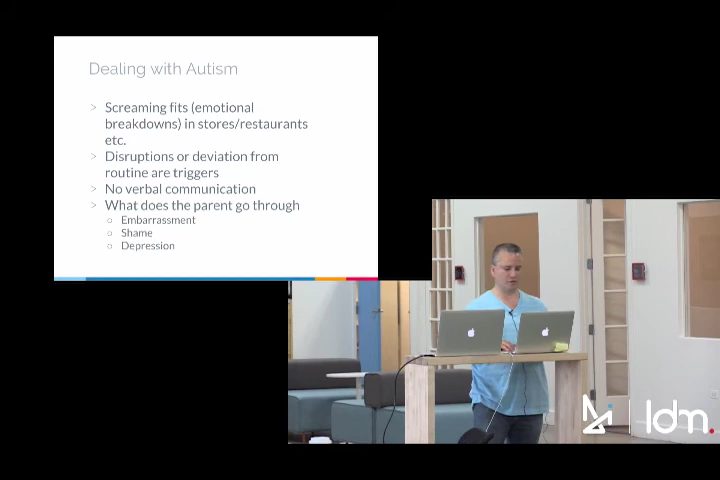 Dealing with Autism
> Screaming fits (emotional
breakdowns) in stores/restaurants
etc.
> Disruptions or deviation from
routine are triggers
> No verbal communication
> What does the parent go through
○ Embarrassment
○ Shame
○ Depression
ldm.